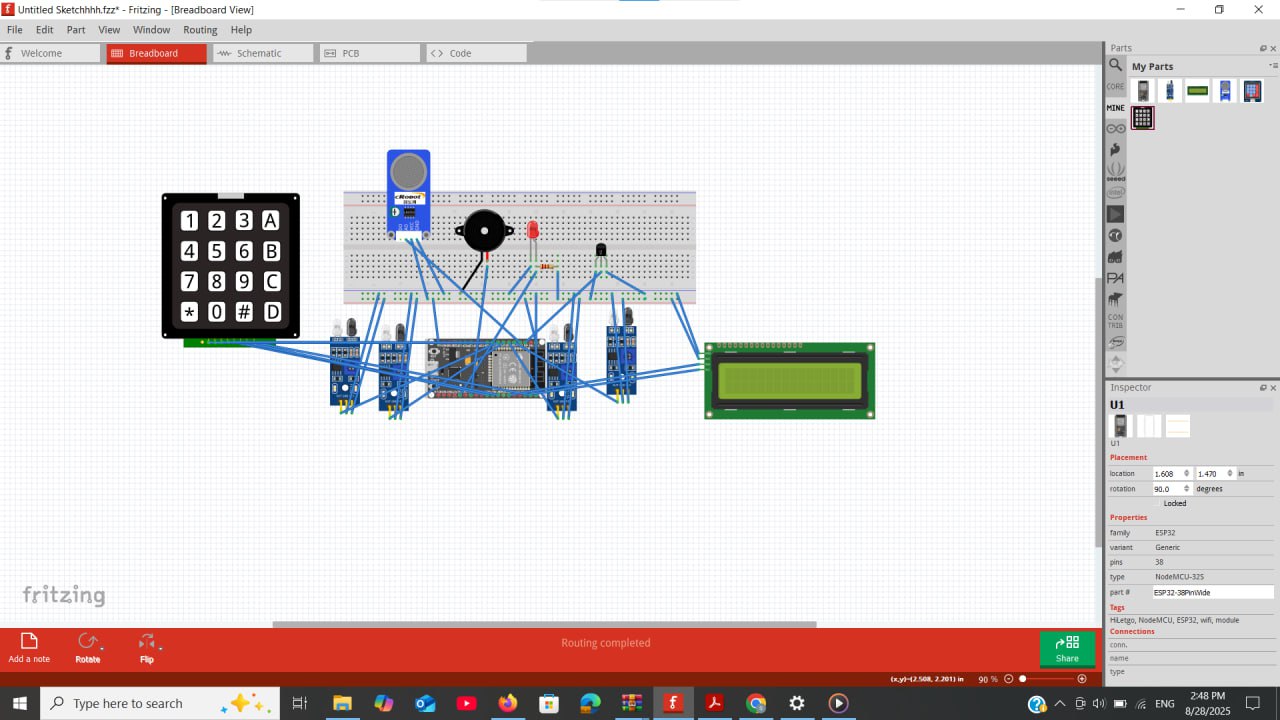 Untitled Sketchhhh.fzz* - Fritzing - [Breadboard View]
File Edit Part View Window Routing Help
Welcome Breadboard Schematic PCB Code
Parts
My Parts
CORE
MINE
seeed
intel
PA
CON
TRIB
1 2 3 A
4 5 6 B
7 8 9 C
* 0 # D
Inspector
U1
U1
Placement
location 1.608 1.470 in
rotation 90.0 degrees
Locked
Properties
family ESP32
variant Generic
pins 38
type NodeMCU-32S
part # ESP32-38PinWide
Tags
HiLetgo, NodeMCU, ESP32, wifi, module
Connections
conn.
name
type
fritzing
Add a note Rotate Flip
Routing completed
Share
(x,y)=(2.508, 2.201) in 90 %
Type here to search
ENG
2:48 PM
8/28/2025